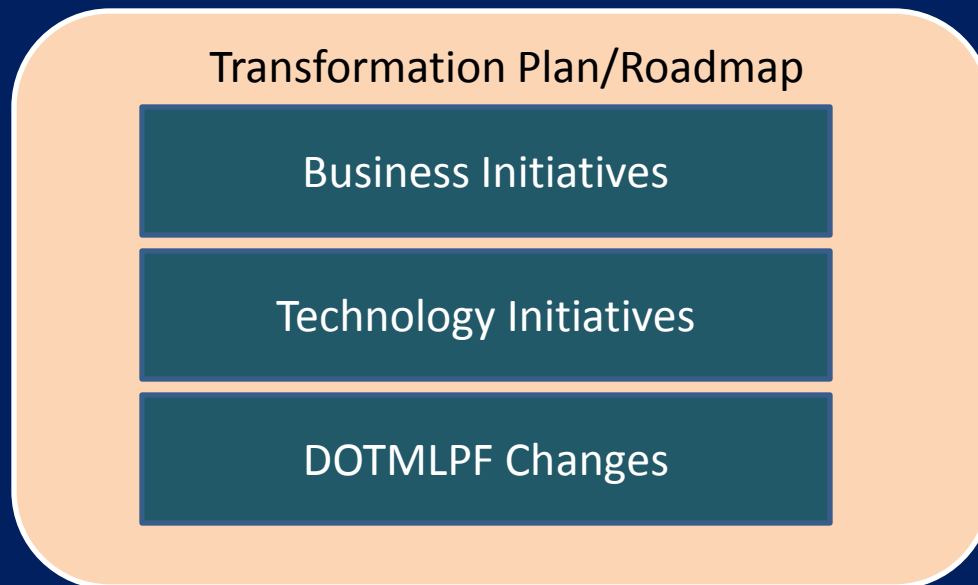 Transformation Plan/Roadmap
Business Initiatives
Technology Initiatives
DOTMLPF Changes